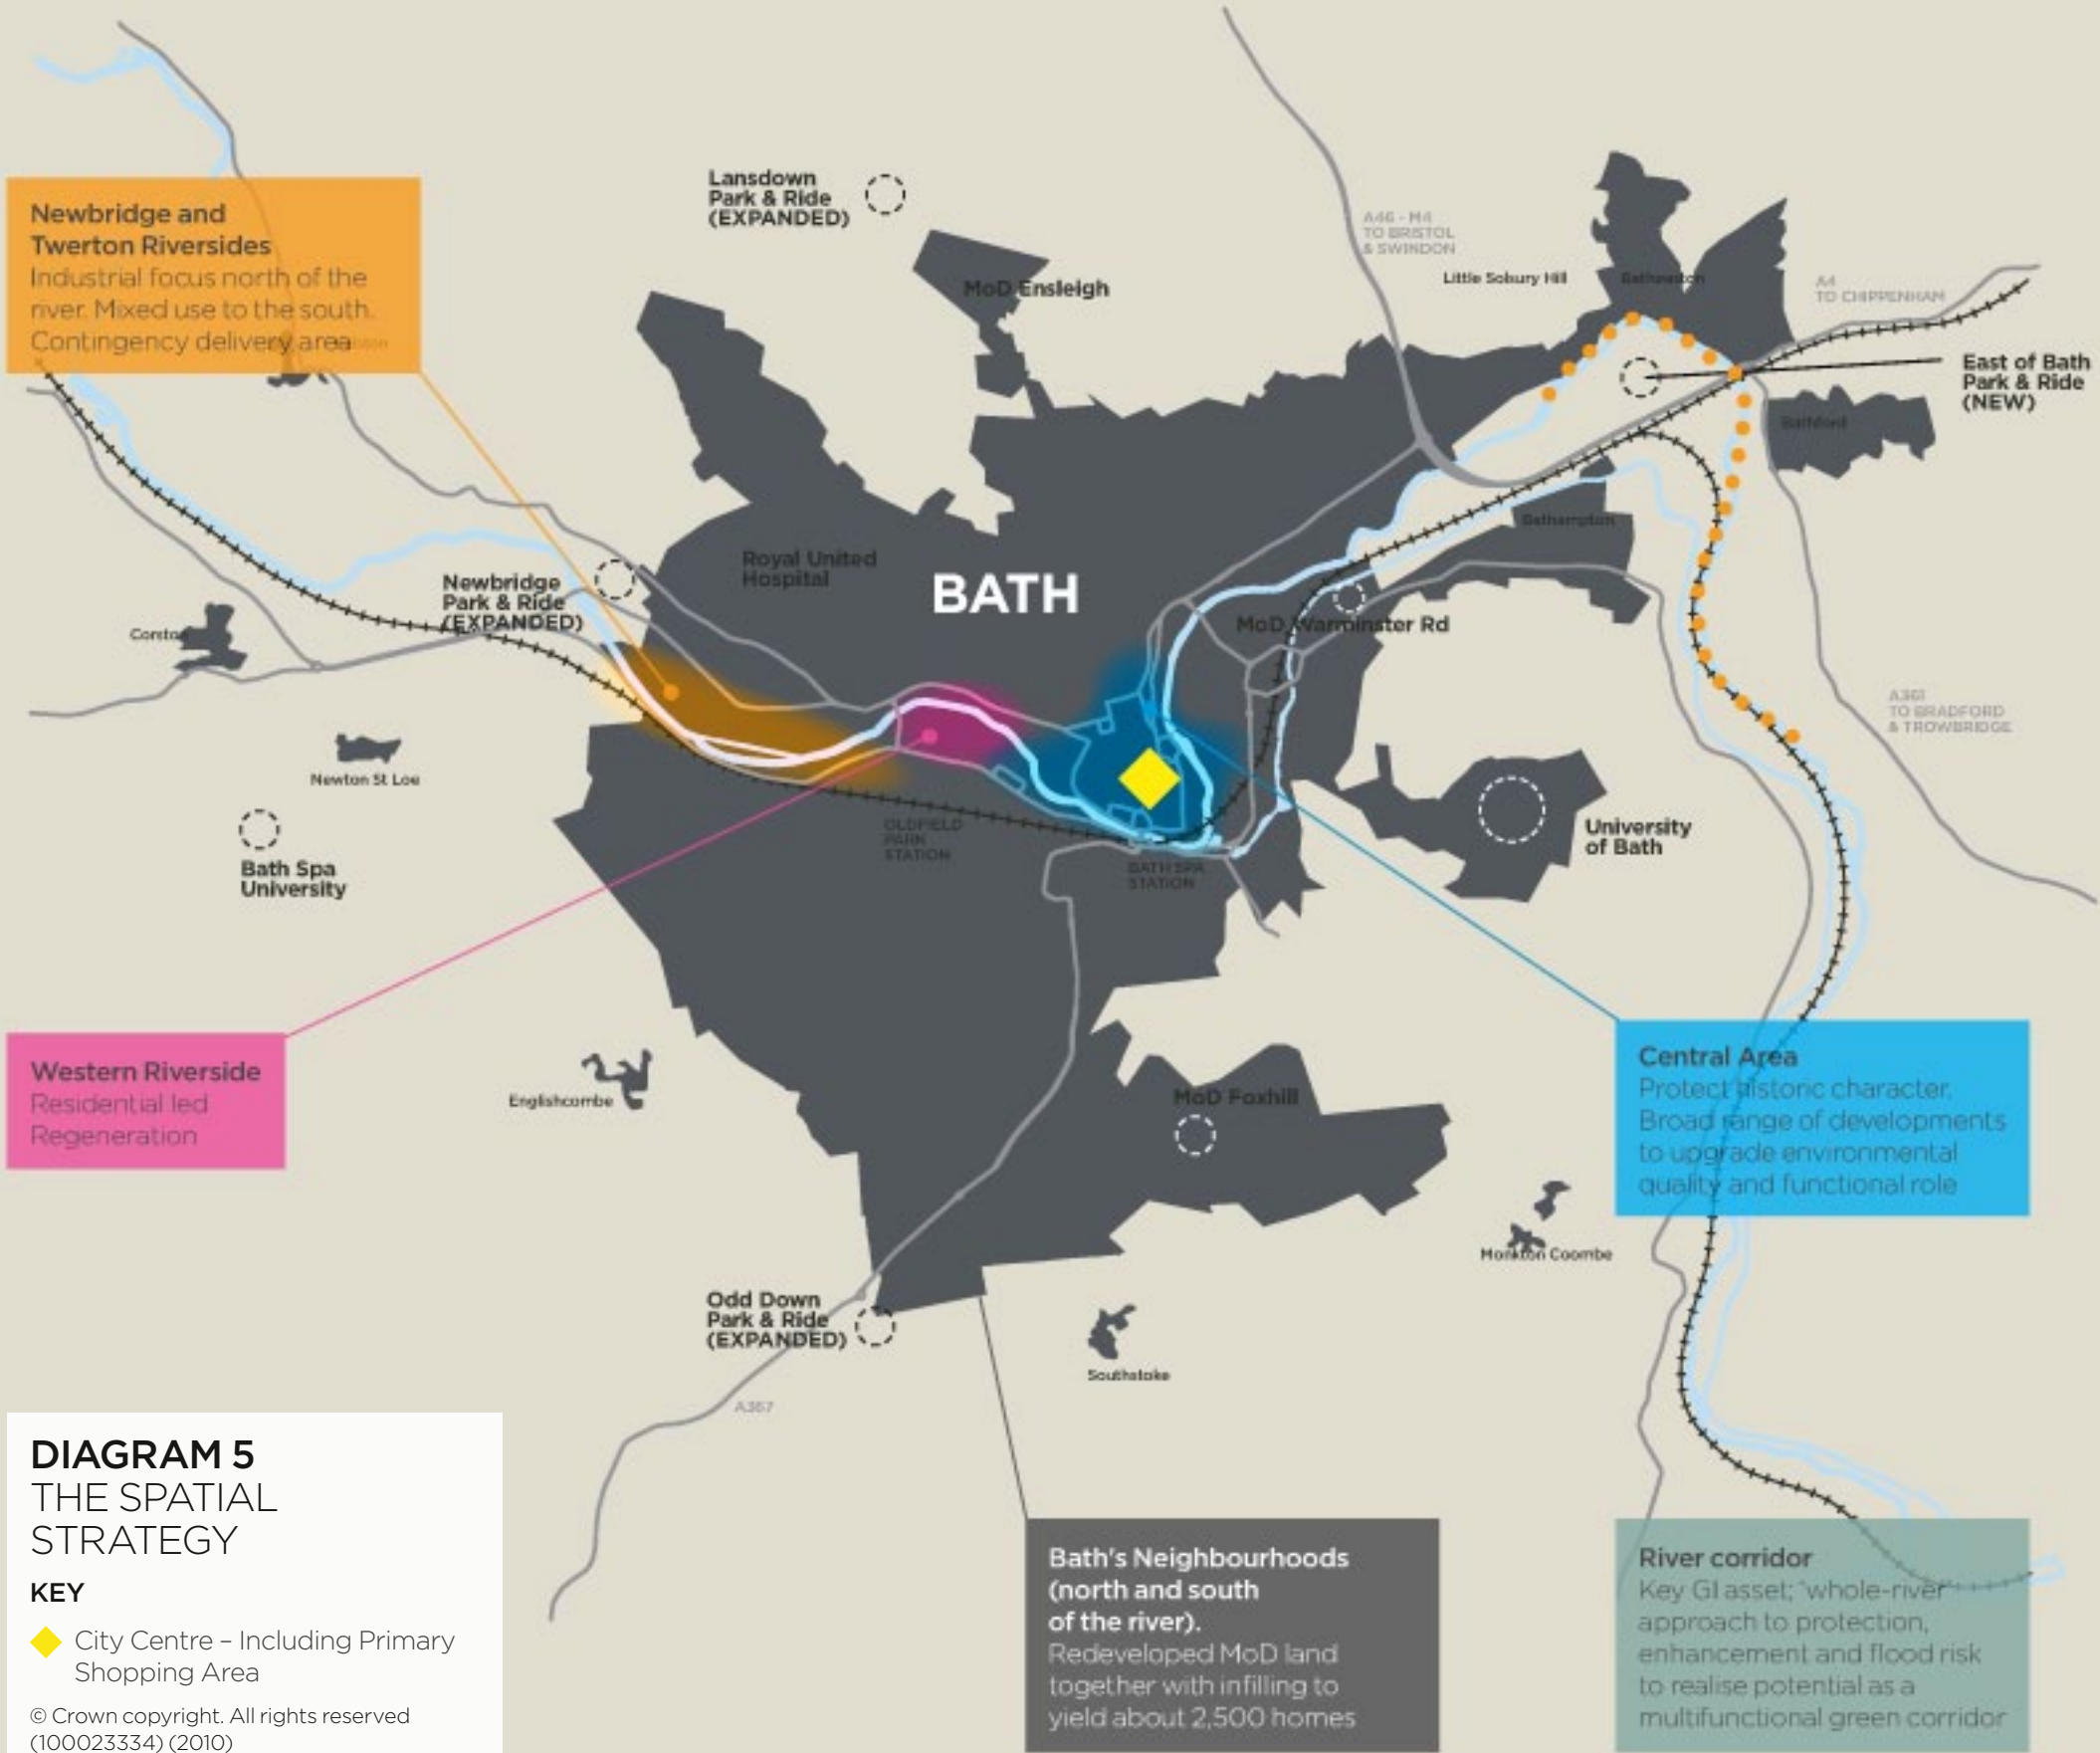 Lansdown
Park & Ride
(EXPANDED)
Newbridge and
Twerton Riversides
Industrial focus north of the
river. Mixed use to the south.
Contingency delivery area
A46 - M4
TO BRISTOL
& SWINDON
MoD Ensleigh
Little Solsury Hill
Batheaston
A4
TO CHIPPENHAM
East of Bath
Park & Ride
(NEW)
Bathford
Bathampton
Royal United
Hospital
BATH
Newbridge
Park & Ride
(EXPANDED)
Corston
MoD Warminster Rd
A361
TO BRADFORD
& TROWBRIDGE
Newton St Loe
OLDFIELD
PARK
STATION
BATH SPA
STATION
University
of Bath
Bath Spa
University
Western Riverside
Residential led
Regeneration
Englishcombe
MoD Foxhill
Central Area
Protect historic character.
Broad range of developments
to upgrade environmental
quality and functional role
Monkton Coombe
Odd Down
Park & Ride
(EXPANDED)
Southstoke
A367
DIAGRAM 5
THE SPATIAL
STRATEGY
KEY
City Centre – Including Primary
Shopping Area
© Crown copyright. All rights reserved
(100023334) (2010)
Bath's Neighbourhoods
(north and south
of the river).
Redeveloped MoD land
together with infilling to
yield about 2,500 homes
River corridor
Key GI asset; 'whole-river'
approach to protection,
enhancement and flood risk
to realise potential as a
multifunctional green corridor